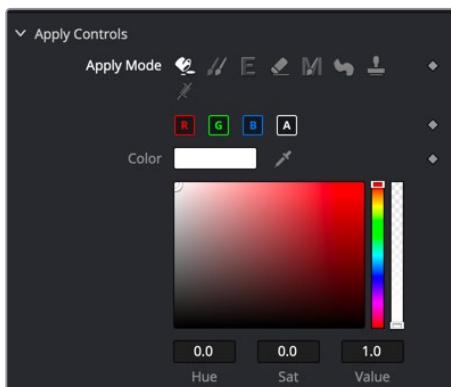 Apply Controls
Apply Mode
R G B A
Color
0.0 0.0 1.0
Hue Sat Value